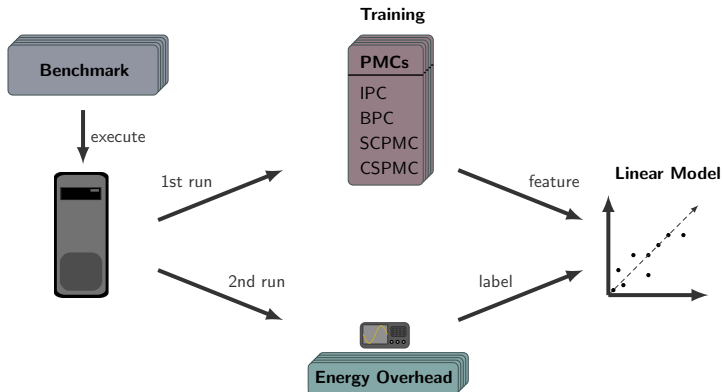 Training
Benchmark
PMCs
IPC
BPC
SCPMC
CSPMC
execute
1st run
feature
Linear Model
2nd run
label
Energy Overhead